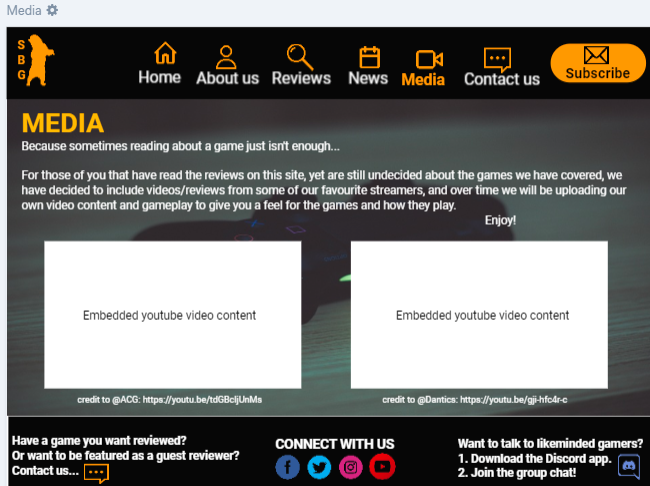 Media
S
B
G
Home
About us
Reviews
News
Media
Contact us
Subscribe
MEDIA
Because sometimes reading about a game just isn't enough...
For those of you that have read the reviews on this site, yet are still undecided about the games we have covered, we
have decided to include videos/reviews from some of our favourite streamers, and over time we will be uploading our
own video content and gameplay to give you a feel for the games and how they play.
Enjoy!
Embedded youtube video content
Embedded youtube video content
credit to @ACG: https://youtu.be/tdGBcIjUnMs
credit to @Dantics: https://youtu.be/gji-hfc4r-c
Have a game you want reviewed?
Or want to be featured as a guest reviewer?
Contact us...
CONNECT WITH US
Want to talk to likeminded gamers?
1. Download the Discord app.
2. Join the group chat!